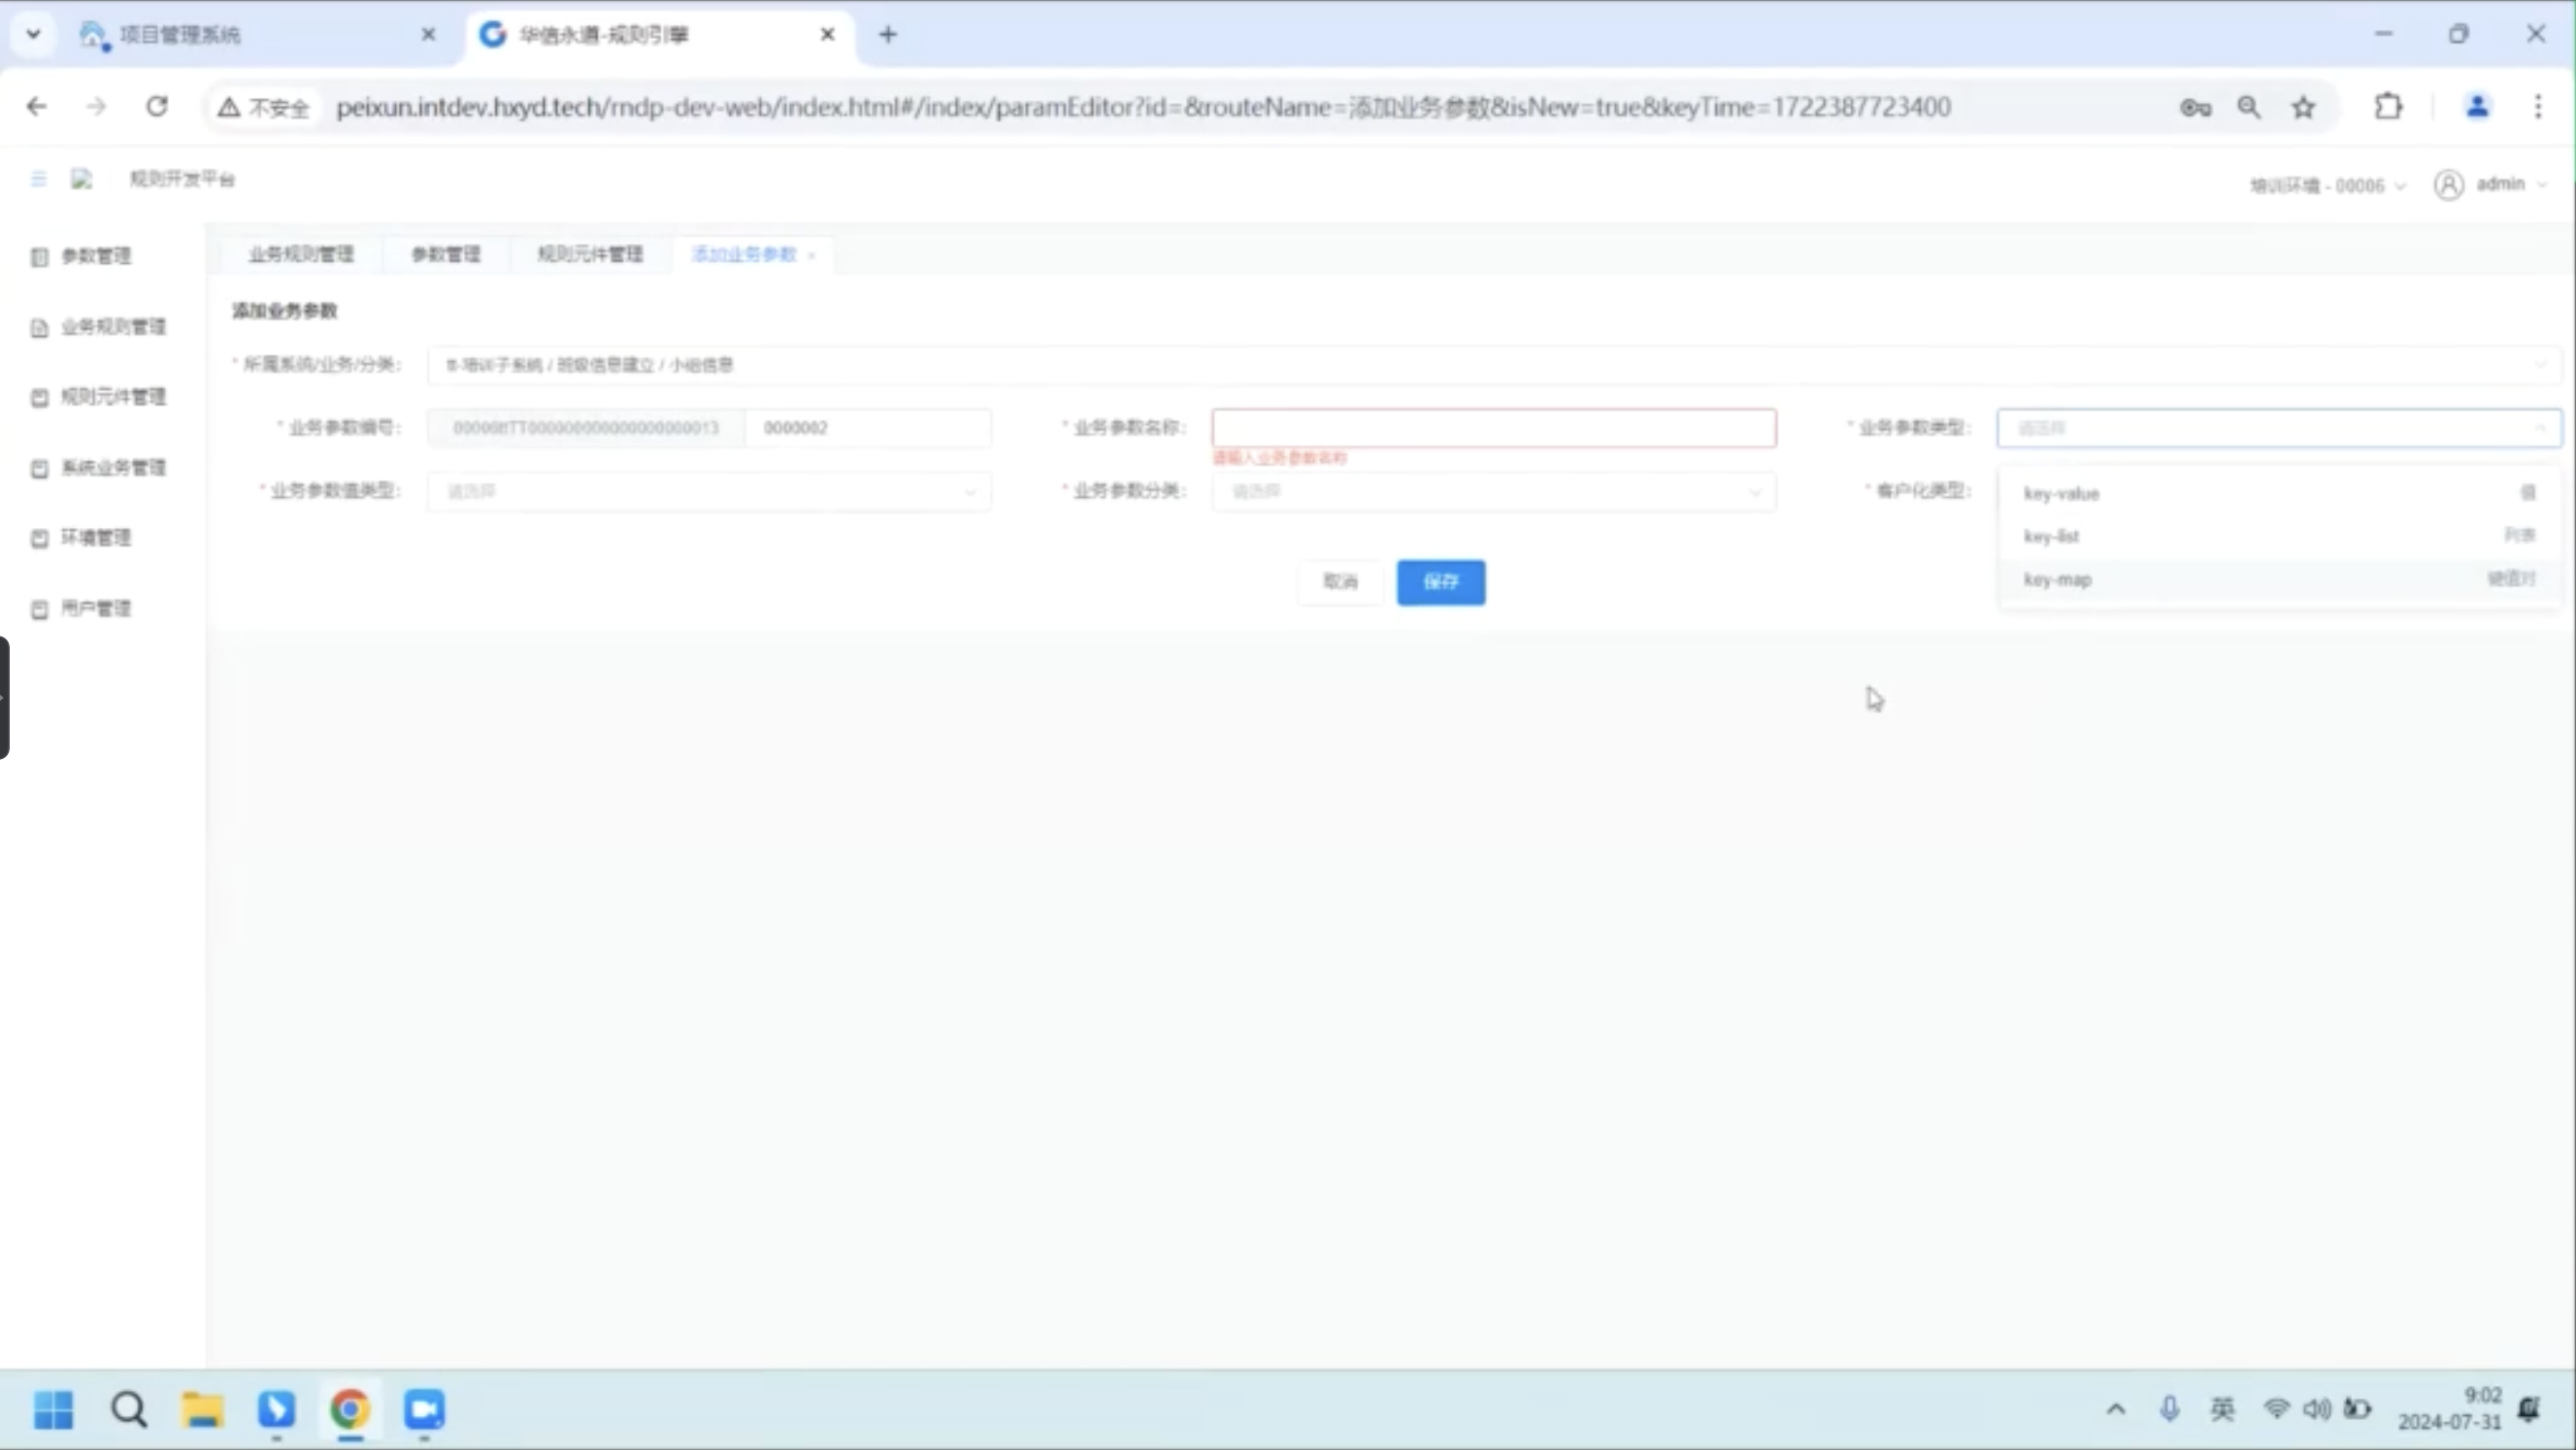 项目管理系统
华信永道-规则引擎
不安全
peixun.intdev.hxyd.tech/rndp-dev-web/index.html#/index/paramEditor?id=&routeName=添加业务参数&isNew=true&keyTime=1722387723400
规则开发平台
培训环境 - 00006
admin
参数管理
业务规则管理
规则元件管理
系统业务管理
环境管理
用户管理
业务规则管理
参数管理
规则元件管理
添加业务参数
添加业务参数
* 所属系统/业务/分类:
tt-培训子系统 / 班级信息建立 / 小组信息
* 业务参数编号:
0000002
* 业务参数名称:
请输入业务参数名称
* 业务参数类型:
请选择
* 业务参数值类型:
请选择
* 业务参数分类:
请选择
* 客户化类型:
key-value 值
key-list 列表
key-map 键值对
取消
保存
英
9:02
2024-07-31